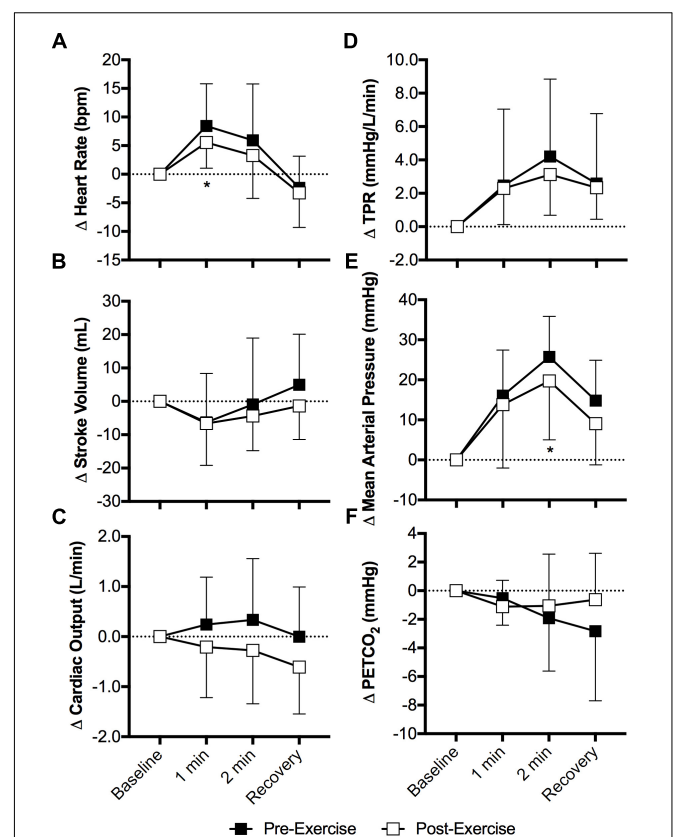 A
Δ Heart Rate (bpm)
20
15
10
5
0
-5
-10
-15
*
B
Δ Stroke Volume (mL)
30
20
10
0
-10
-20
-30
C
Δ Cardiac Output (L/min)
2.0
1.0
0.0
-1.0
-2.0
Baseline
1 min
2 min
Recovery
D
Δ TPR (mmHg/L/min)
10.0
8.0
6.0
4.0
2.0
0.0
-2.0
E
Δ Mean Arterial Pressure (mmHg)
40
30
20
10
0
-10
*
F
Δ PETCO₂ (mmHg)
4
2
0
-2
-4
-6
-8
-10
Baseline
1 min
2 min
Recovery
Pre-Exercise
Post-Exercise